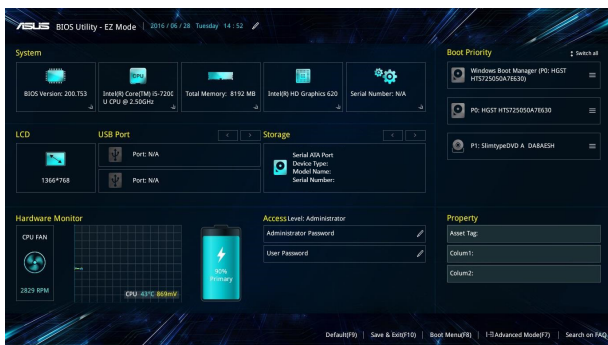 ASUS BIOS Utility - EZ Mode 2016 / 06 / 28 Tuesday 14 : 52
System
BIOS Version: 200.T53
CPU
Intel(R) Core(TM) i5-7200
U CPU @ 2.50GHz
Total Memory: 8192 MB
Intel(R) HD Graphics 620
Serial Number: N/A
Boot Priority
Switch all
Windows Boot Manager (P0: HGST
HTS725050A7E630)
P0: HGST HTS725050A7E630
P1: SlimtypeDVD A DA8AESH
LCD
1366*768
USB Port
< >
Port: N/A
Port: N/A
Storage
< >
Serial ATA Port
Device Type:
Model Name:
Serial Number:
Hardware Monitor
CPU FAN
2829 RPM
CPU 43°C 869mV
90%
Primary
Access Level: Administrator
Administrator Password
User Password
Property
Asset Tag:
Colum1:
Colum2:
Default(F9) | Save & Exit(F10) | Boot Menu(F8) | Advanced Mode(F7) | Search on FAQ